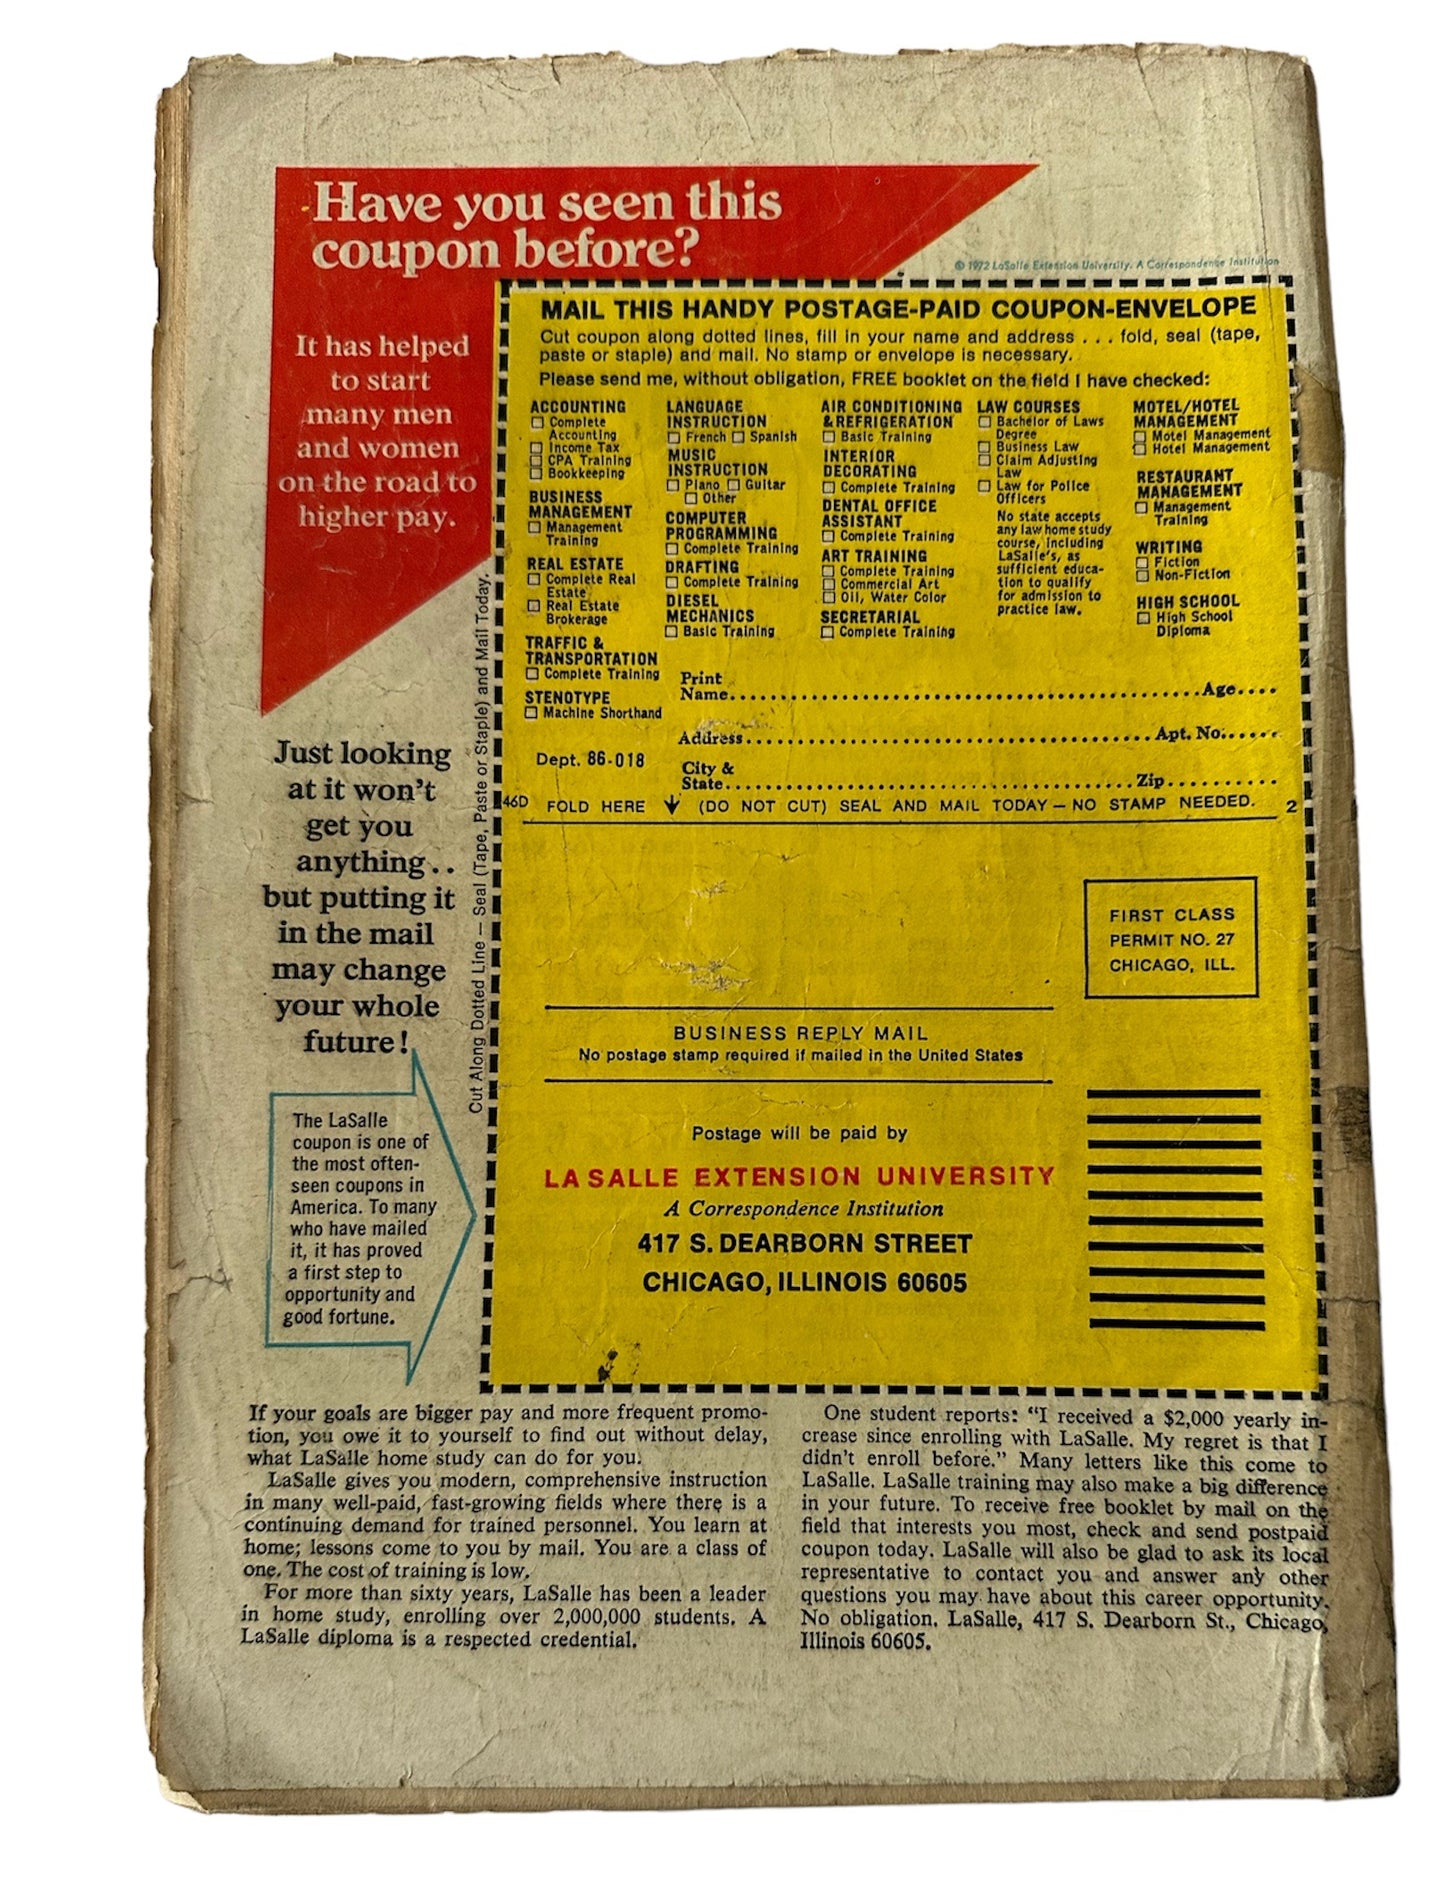 Have you seen this
coupon before?
It has helped
to start
many men
and women
on the road to
higher pay.
Just looking
at it won't
get you
anything..
but putting it
in the mail
may change
your whole
future!
The LaSalle
coupon is one of
the most often-
seen coupons in
America. To many
who have mailed
it, it has proved
a first step to
opportunity and
good fortune.
Cut Along Dotted Line — Seal (Tape, Paste or Staple) and Mail Today.
© 1972 LaSalle Extension University. A Correspondence Institution
MAIL THIS HANDY POSTAGE-PAID COUPON-ENVELOPE
Cut coupon along dotted lines, fill in your name and address . . . fold, seal (tape,
paste or staple) and mail. No stamp or envelope is necessary.
Please send me, without obligation, FREE booklet on the field I have checked:
ACCOUNTING
☐ Complete
Accounting
☐ Income Tax
☐ CPA Training
☐ Bookkeeping
BUSINESS
MANAGEMENT
☐ Management
Training
REAL ESTATE
☐ Complete Real
Estate
☐ Real Estate
Brokerage
TRAFFIC &
TRANSPORTATION
☐ Complete Training
STENOTYPE
☐ Machine Shorthand
LANGUAGE
INSTRUCTION
☐ French ☐ Spanish
MUSIC
INSTRUCTION
☐ Piano ☐ Guitar
☐ Other
COMPUTER
PROGRAMMING
☐ Complete Training
DRAFTING
☐ Complete Training
DIESEL
MECHANICS
☐ Basic Training
AIR CONDITIONING
& REFRIGERATION
☐ Basic Training
INTERIOR
DECORATING
☐ Complete Training
DENTAL OFFICE
ASSISTANT
☐ Complete Training
ART TRAINING
☐ Complete Training
☐ Commercial Art
☐ Oil, Water Color
SECRETARIAL
☐ Complete Training
LAW COURSES
☐ Bachelor of Laws
Degree
☐ Business Law
☐ Claim Adjusting
Law
☐ Law for Police
Officers
No state accepts
any law home study
course, including
LaSalle's, as
sufficient educa-
tion to qualify
for admission to
practice law.
MOTEL/HOTEL
MANAGEMENT
☐ Motel Management
☐ Hotel Management
RESTAURANT
MANAGEMENT
☐ Management
Training
WRITING
☐ Fiction
☐ Non-Fiction
HIGH SCHOOL
☐ High School
Diploma
Print
Name.....Age....
Address.....Apt. No.....
Dept. 86-018
City &
State.....Zip.....
46D FOLD HERE ↓ (DO NOT CUT) SEAL AND MAIL TODAY — NO STAMP NEEDED. 2
FIRST CLASS
PERMIT NO. 27
CHICAGO, ILL.
BUSINESS REPLY MAIL
No postage stamp required if mailed in the United States
Postage will be paid by
LA SALLE EXTENSION UNIVERSITY
A Correspondence Institution
417 S. DEARBORN STREET
CHICAGO, ILLINOIS 60605
If your goals are bigger pay and more frequent promo-
tion, you owe it to yourself to find out without delay,
what LaSalle home study can do for you.
LaSalle gives you modern, comprehensive instruction
in many well-paid, fast-growing fields where there is a
continuing demand for trained personnel. You learn at
home; lessons come to you by mail. You are a class of
one. The cost of training is low.
For more than sixty years, LaSalle has been a leader
in home study, enrolling over 2,000,000 students. A
LaSalle diploma is a respected credential.
One student reports: "I received a $2,000 yearly in-
crease since enrolling with LaSalle. My regret is that I
didn't enroll before." Many letters like this come to
LaSalle. LaSalle training may also make a big difference
in your future. To receive free booklet by mail on the
field that interests you most, check and send postpaid
coupon today. LaSalle will also be glad to ask its local
representative to contact you and answer any other
questions you may have about this career opportunity.
No obligation. LaSalle, 417 S. Dearborn St., Chicago,
Illinois 60605.